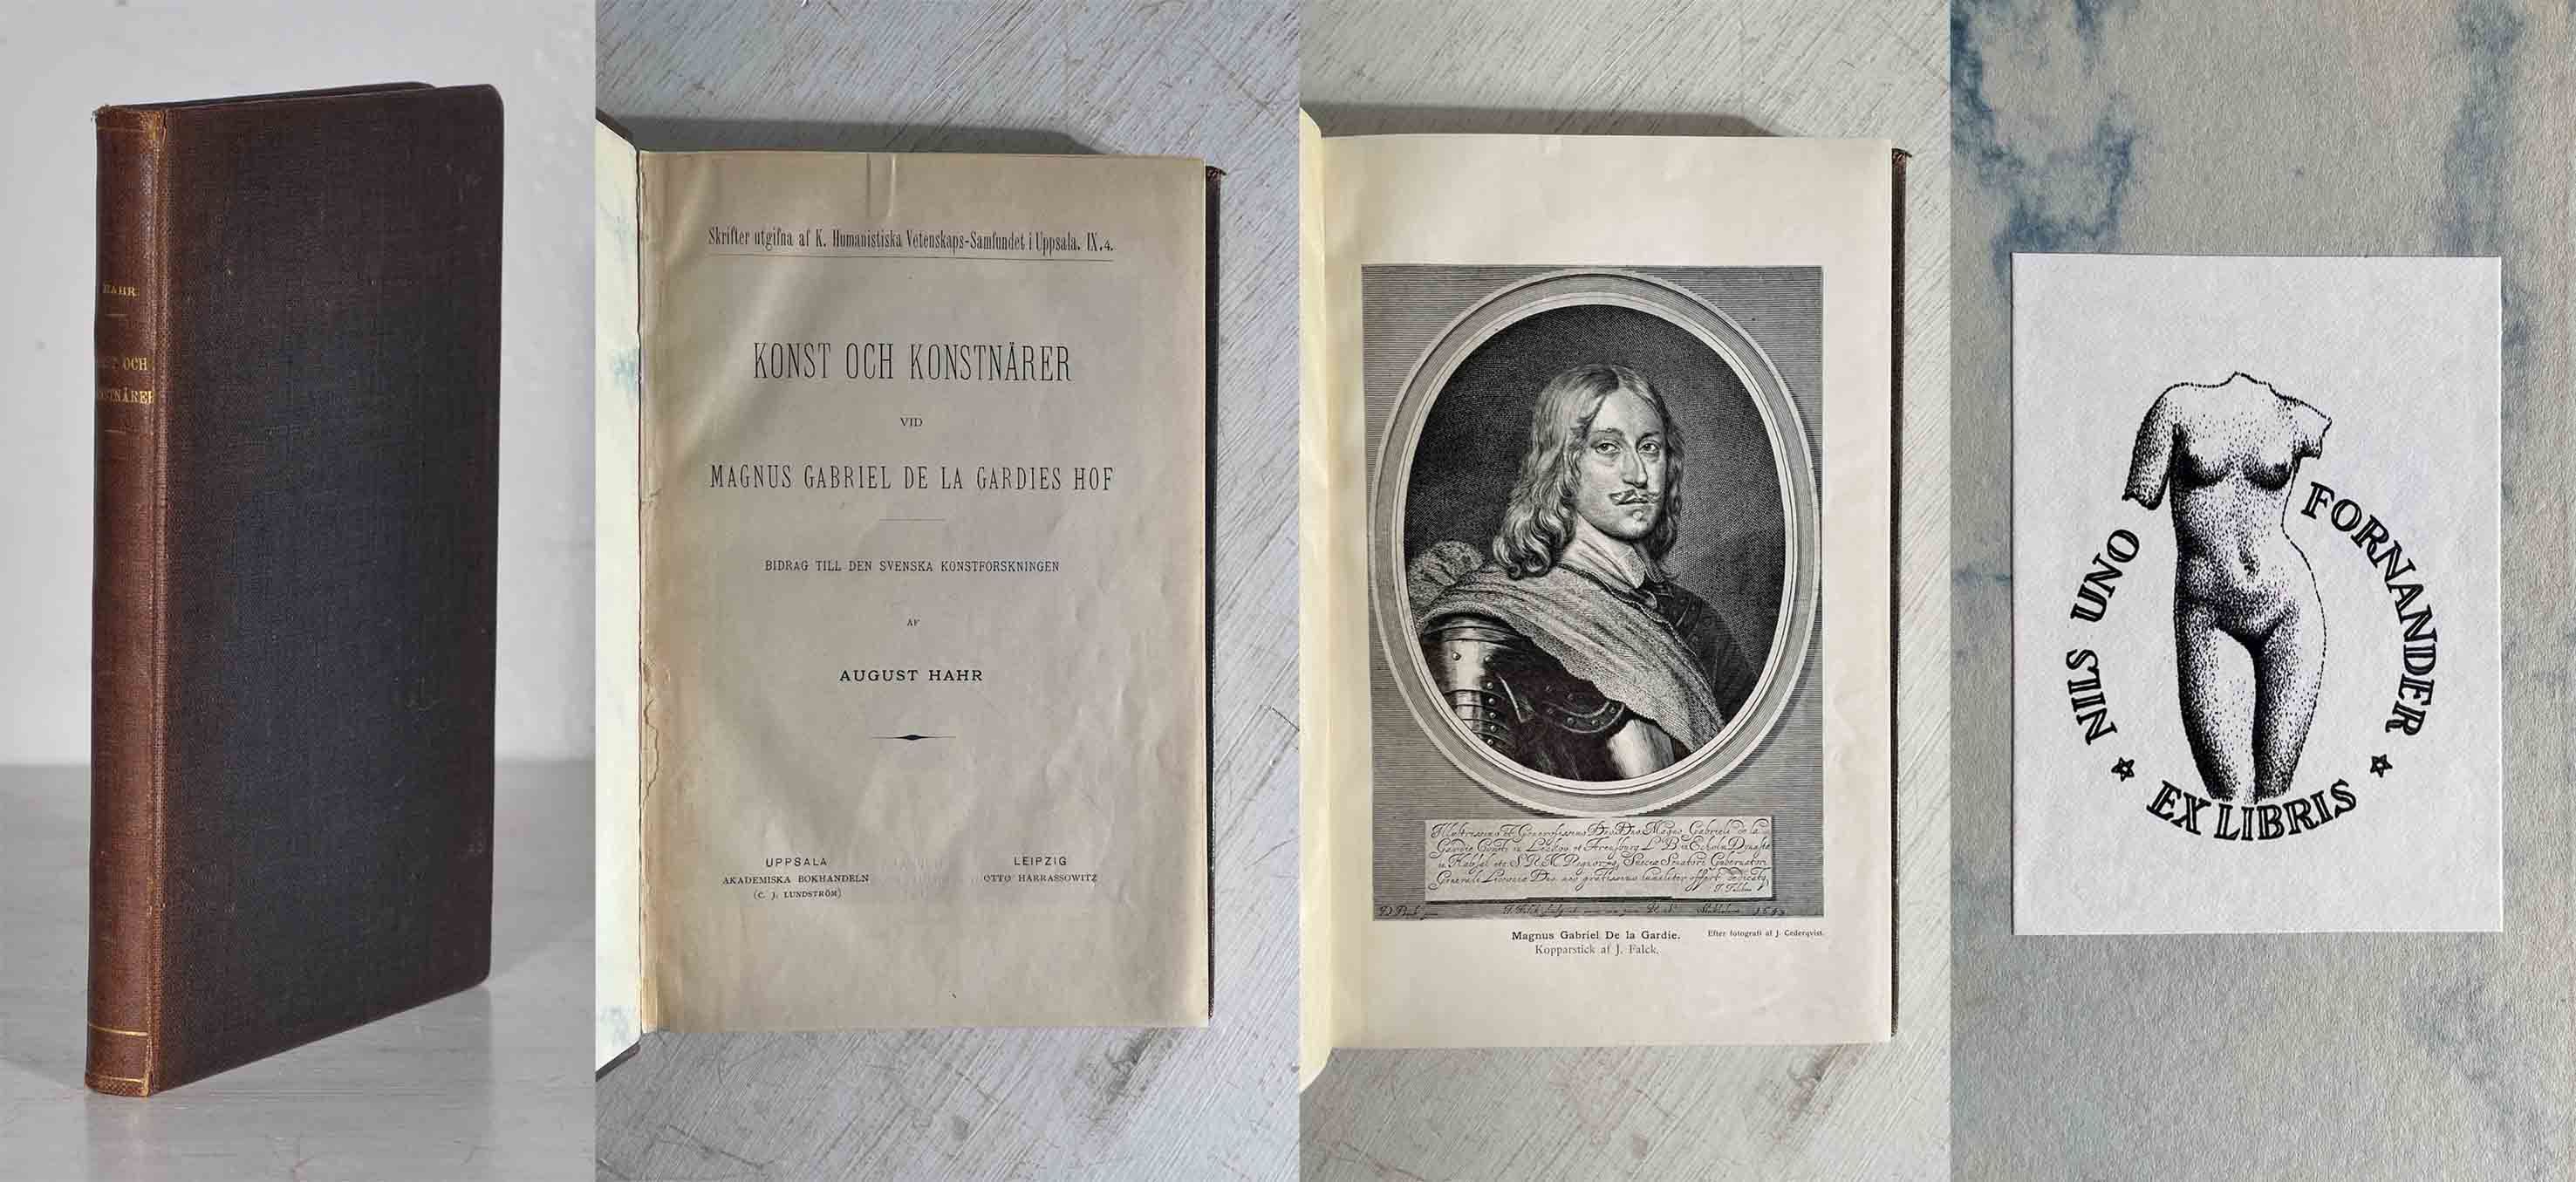 HAHR
OCH
Skrifter utgifna af K. Humanistiska Vetenskaps-Samfundet i Uppsala. IX.4.
KONST OCH KONSTNÄRER
VID
MAGNUS GABRIEL DE LA GARDIES HOF
BIDRAG TILL DEN SVENSKA KONSTFORSKNINGEN
AF
AUGUST HAHR
UPPSALA
AKADEMISKA BOKHANDELN
(C. J. LUNDSTRÖM)
LEIPZIG
OTTO HARRASSOWITZ
Magnus Gabriel De la Gardie.
Efter fotografi af J. Cederqvist.
Kopparstick af J. Falck.
NILS UNO FORNANDER
EX LIBRIS